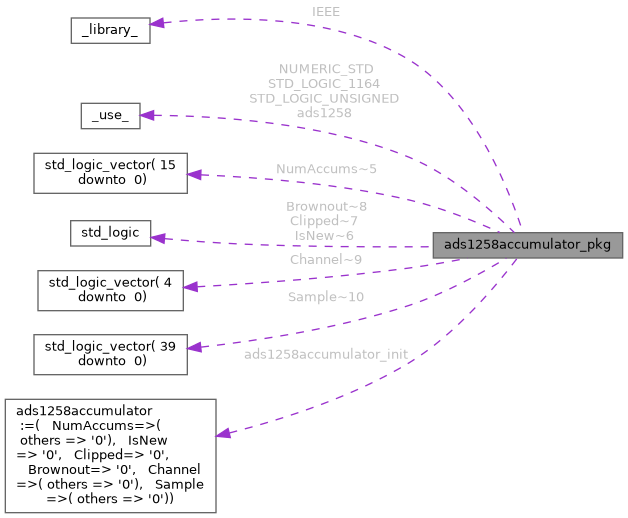 IEEE
_library_
NUMERIC_STD
STD_LOGIC_1164
STD_LOGIC_UNSIGNED
ads1258
_use_
std_logic_vector( 15
downto  0)
NumAccums~5
Brownout~8
Clipped~7
IsNew~6
std_logic
ads1258accumulator_pkg
Channel~9
std_logic_vector( 4
downto  0)
Sample~10
std_logic_vector( 39
downto  0)
ads1258accumulator_init
ads1258accumulator
:=(   NumAccums=>(
others => '0'),   IsNew
=> '0',   Clipped=> '0',
Brownout=> '0',   Channel
=>( others => '0'),   Sample
=>( others => '0'))